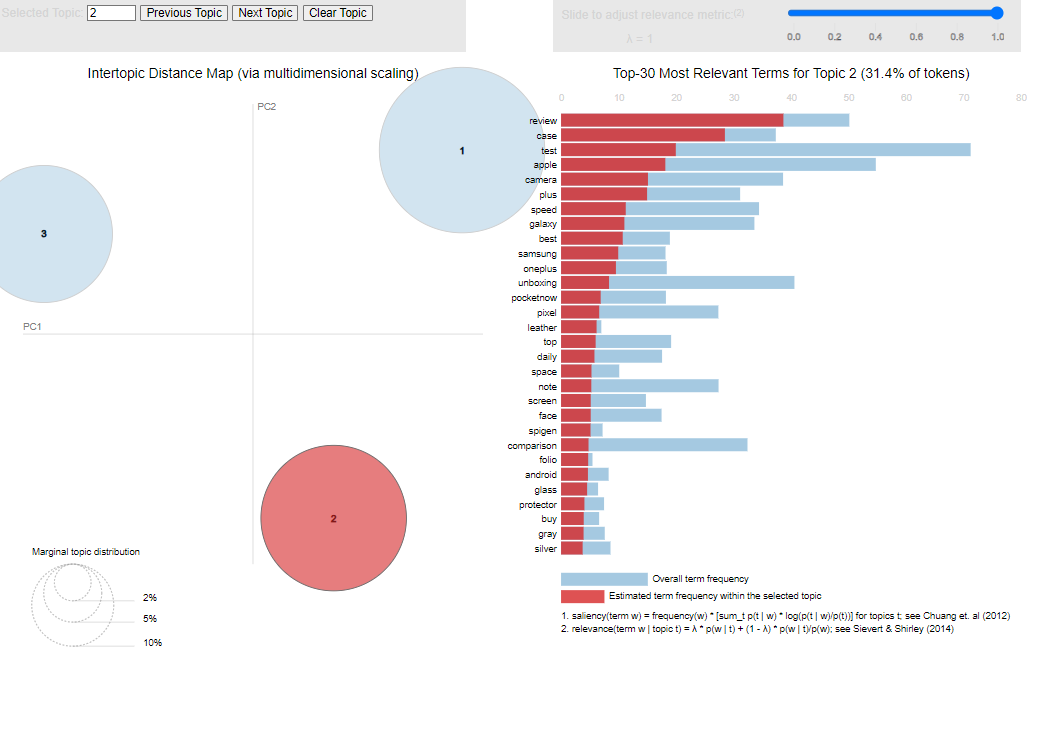 Selected Topic: 2 Previous Topic Next Topic Clear Topic
Slide to adjust relevance metric:(2)
λ = 1
0.0 0.2 0.4 0.6 0.8 1.0
Intertopic Distance Map (via multidimensional scaling)
PC2
PC1
1
3
2
Marginal topic distribution
2%
5%
10%
Top-30 Most Relevant Terms for Topic 2 (31.4% of tokens)
0 10 20 30 40 50 60 70 80
review
case
test
apple
camera
plus
speed
galaxy
best
samsung
oneplus
unboxing
pocketnow
pixel
leather
top
daily
space
note
screen
face
spigen
comparison
folio
android
glass
protector
buy
gray
silver
Overall term frequency
Estimated term frequency within the selected topic
1. saliency(term w) = frequency(w) * [sum_t p(t | w) * log(p(t | w)/p(t))] for topics t; see Chuang et. al (2012)
2. relevance(term w | topic t) = λ * p(w | t) + (1 - λ) * p(w | t)/p(w); see Sievert & Shirley (2014)